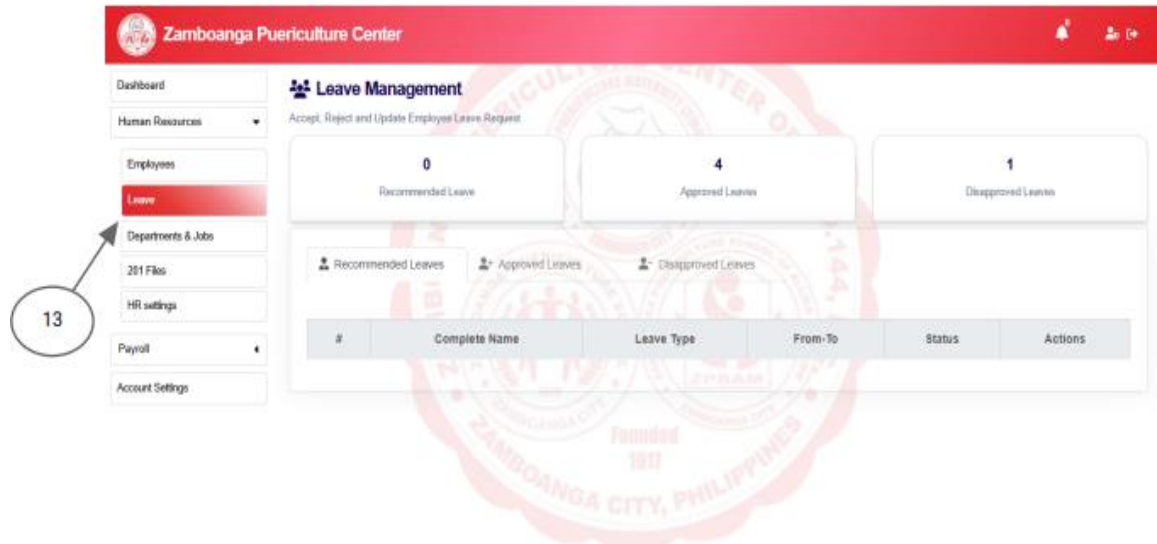 Zamboanga Puericulture Center
0
Dashboard
Human Resources
Employees
Leave
Departments & Jobs
201 Files
HR settings
Payroll
Account Settings
13
Leave Management
Accept, Reject and Update Employee Leave Request
0
Recommended Leave
4
Approved Leaves
1
Disapproved Leaves
Recommended Leaves Approved Leaves Disapproved Leaves
# Complete Name Leave Type From-To Status Actions
Founded
1917
ZAMBOANGA CITY, PHILIPPINES